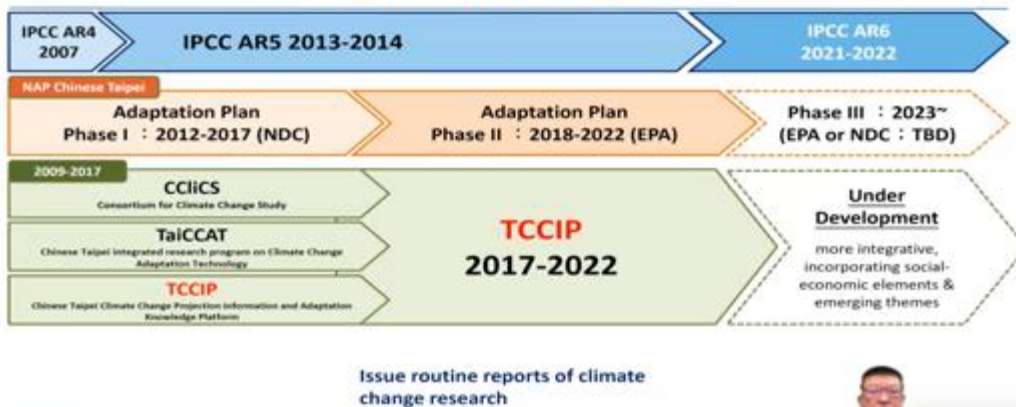 IPCC AR4
2007
IPCC AR5 2013-2014
IPCC AR6
2021-2022
NAP Chinese Taipei
Adaptation Plan
Phase I ：2012-2017 (NDC)
Adaptation Plan
Phase II ：2018-2022 (EPA)
Phase III ：2023~
(EPA or NDC：TBD)
2009-2017
CCliCS
Consortium for Climate Change Study
TaiCCAT
Chinese Taipei integrated research program on Climate Change
Adaptation Technology
TCCIP
Chinese Taipei Climate Change Projection Information and Adaptation
Knowledge Platform
TCCIP
2017-2022
Under
Development
more integrative,
incorporating social-
economic elements &
emerging themes
Issue routine reports of climate
change research